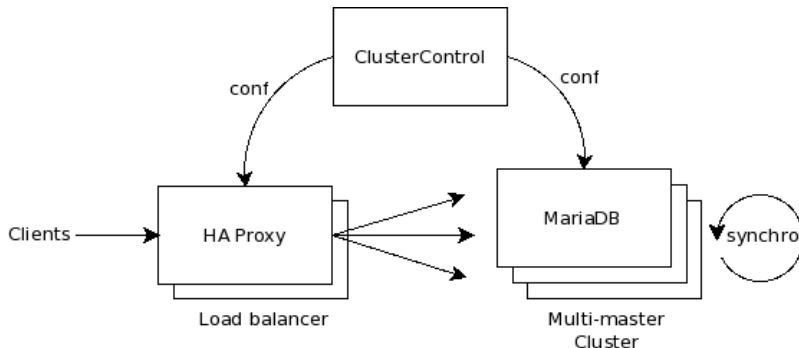 ClusterControl
conf
conf
Clients
HA Proxy
MariaDB
synchro
Load balancer
Multi-master
Cluster